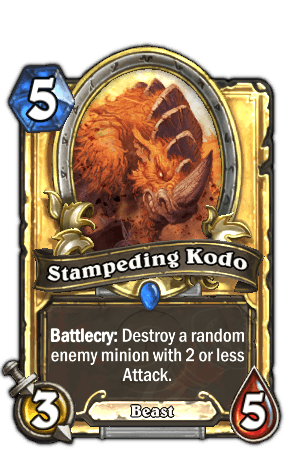 5
Stampeding Kodo
Battlecry: Destroy a random
enemy minion with 2 or less
Attack.
3
Beast
5